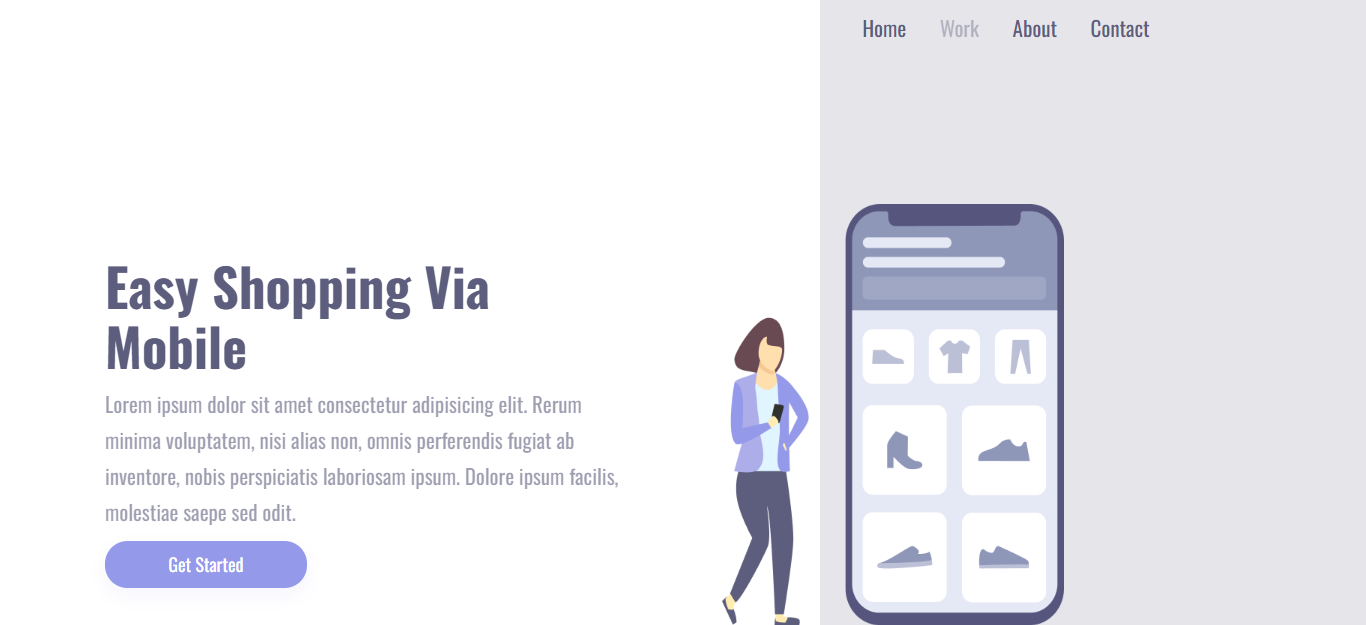 Home Work About Contact
Easy Shopping Via
Mobile
Lorem ipsum dolor sit amet consectetur adipisicing elit. Rerum
minima voluptatem, nisi alias non, omnis perferendis fugiat ab
inventore, nobis perspiciatis laboriosam ipsum. Dolore ipsum facilis,
molestiae saepe sed odit.
Get Started